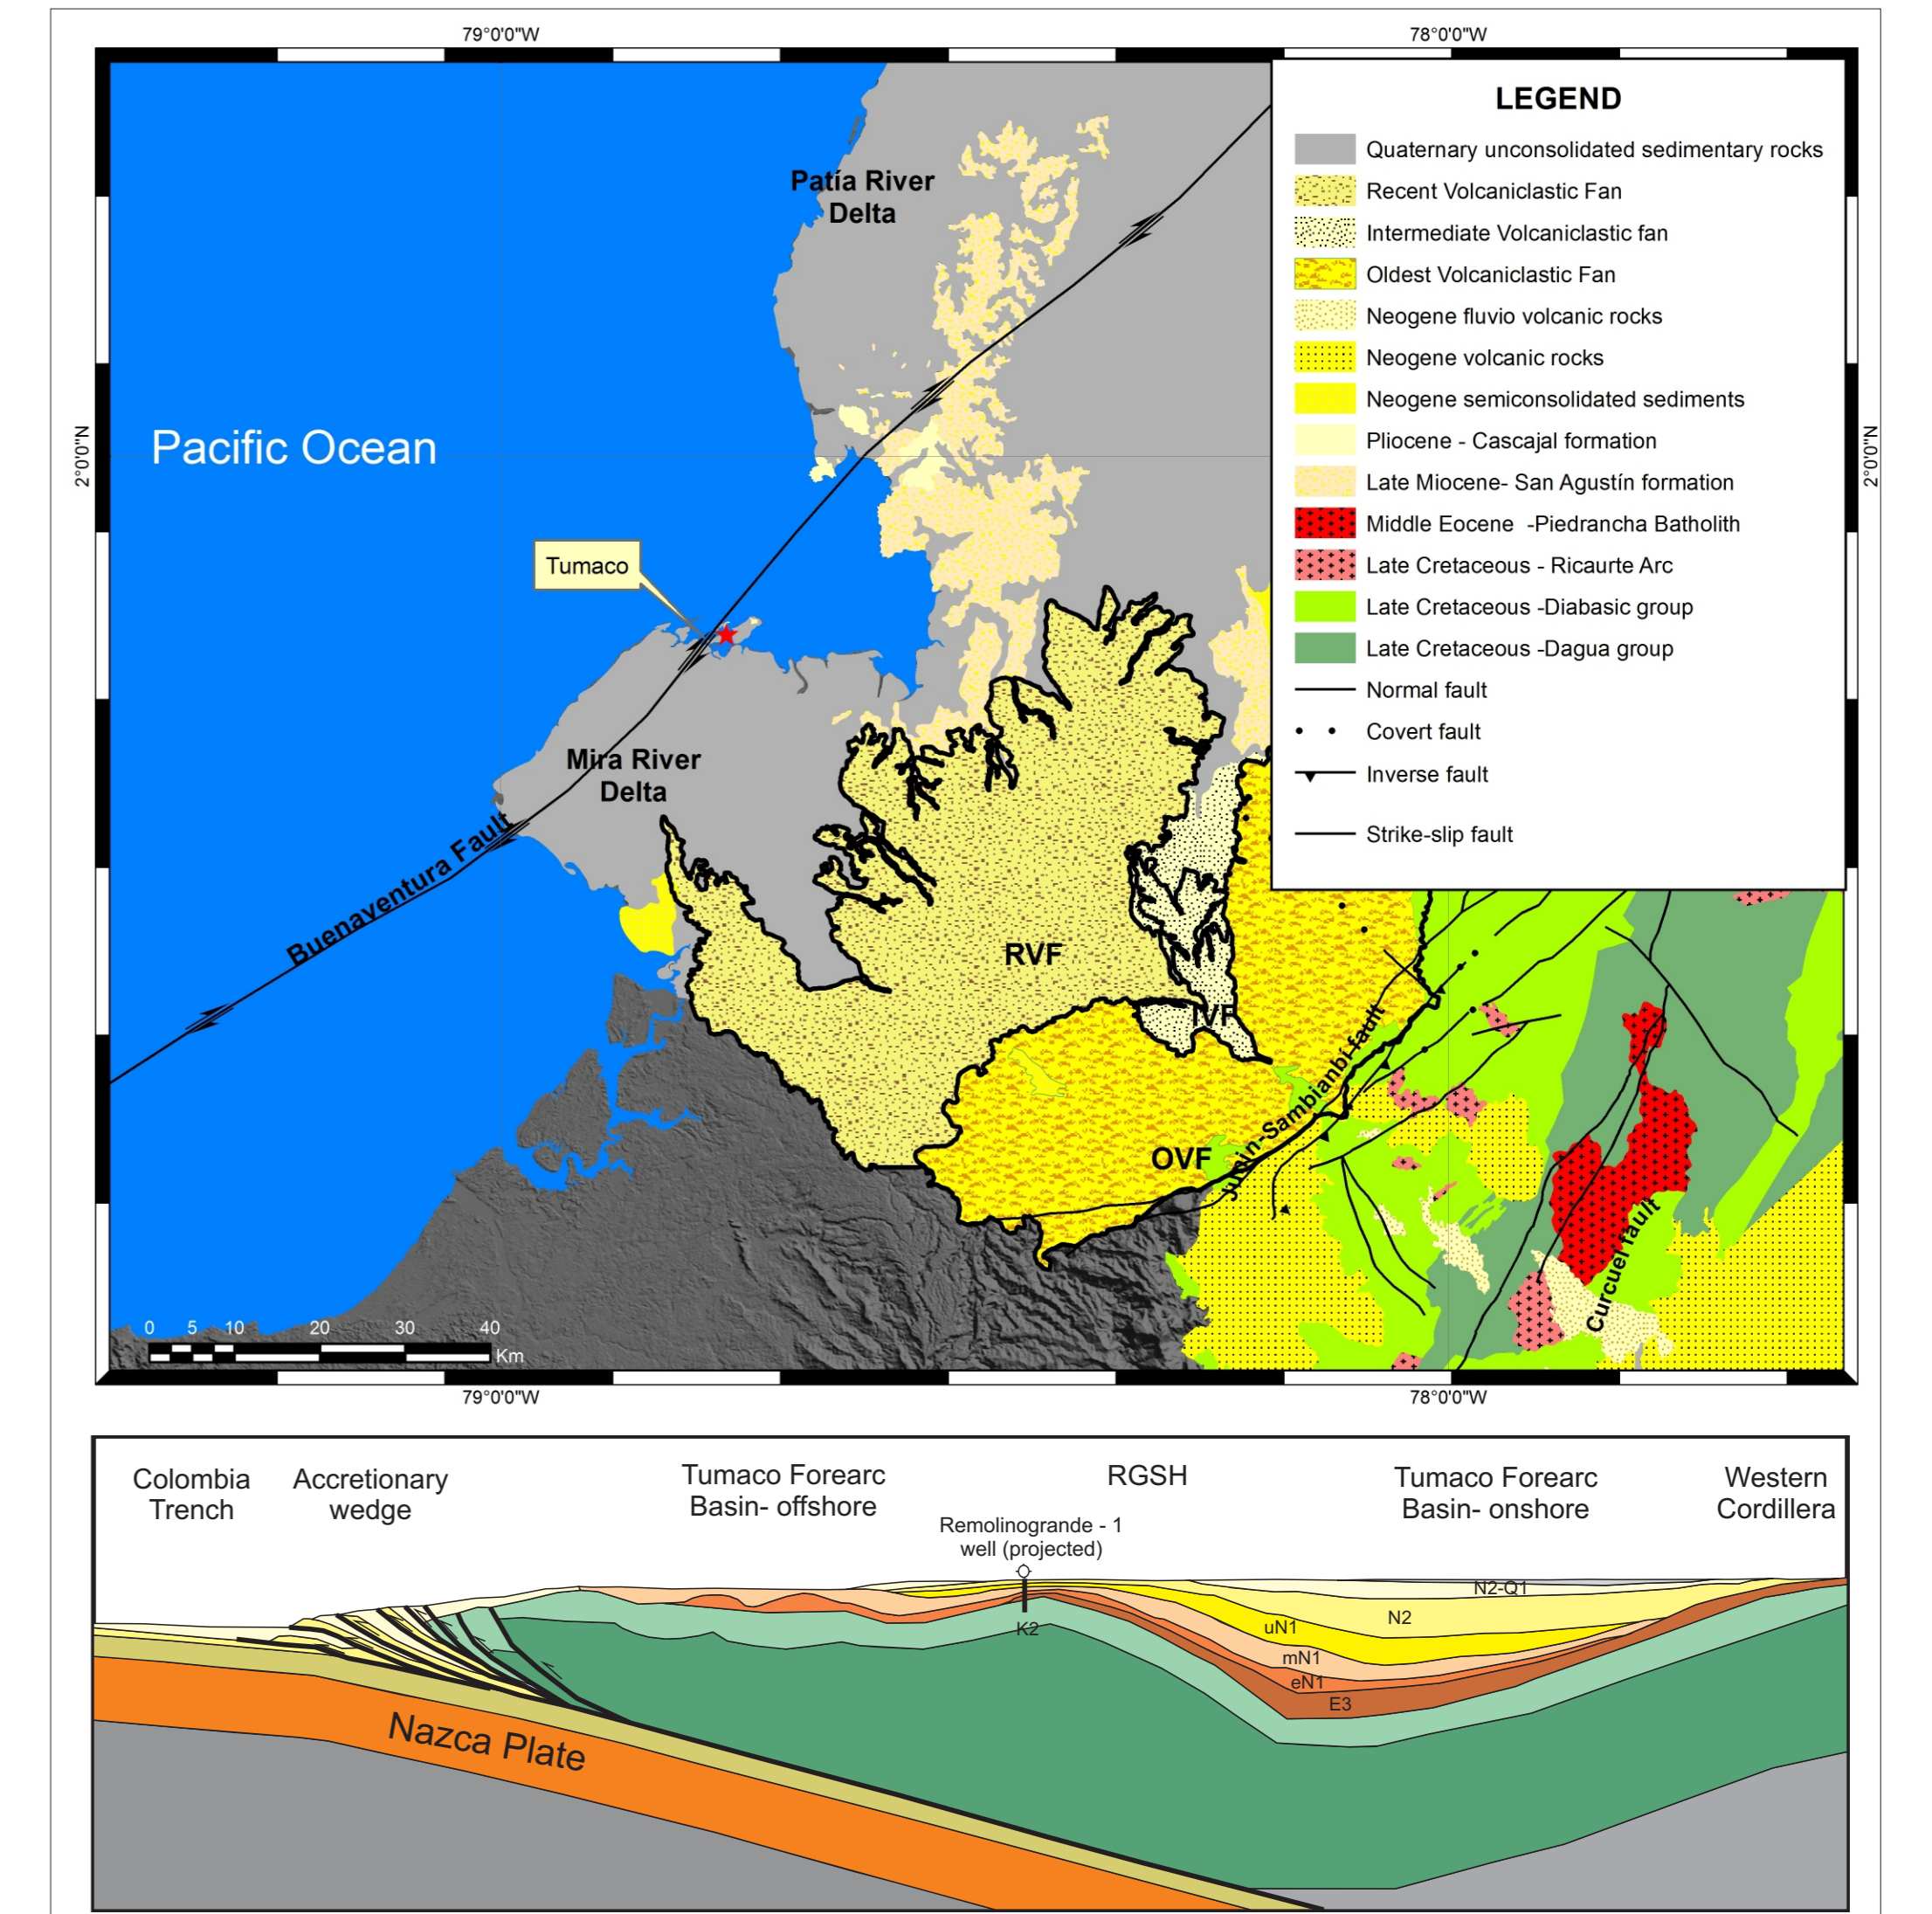 79°0'0"W
78°0'0"W
LEGEND
Quaternary unconsolidated sedimentary rocks
Recent Volcaniclastic Fan
Intermediate Volcaniclastic fan
Oldest Volcaniclastic Fan
Neogene fluvio volcanic rocks
Neogene volcanic rocks
Neogene semiconsolidated sediments
Pliocene - Cascajal formation
Late Miocene- San Agustín formation
Middle Eocene -Piedrancha Batholith
Late Cretaceous - Ricaurte Arc
Late Cretaceous -Diabasic group
Late Cretaceous -Dagua group
Normal fault
Covert fault
Inverse fault
Strike-slip fault
Patía River
Delta
2°0'0"N
2°0'0"N
Pacific Ocean
Tumaco
Mira River
Delta
Buenaventura Fault
RVF
IVF
OVF
Junin-Sambianbi fault
Curcuel fault
0 5 10 20 30 40
Km
79°0'0"W
78°0'0"W
Colombia
Trench
Accretionary
wedge
Tumaco Forearc
Basin- offshore
RGSH
Tumaco Forearc
Basin- onshore
Western
Cordillera
Remolinogrande - 1
well (projected)
N2-Q1
N2
uN1
K2
mN1
eN1
E3
Nazca Plate